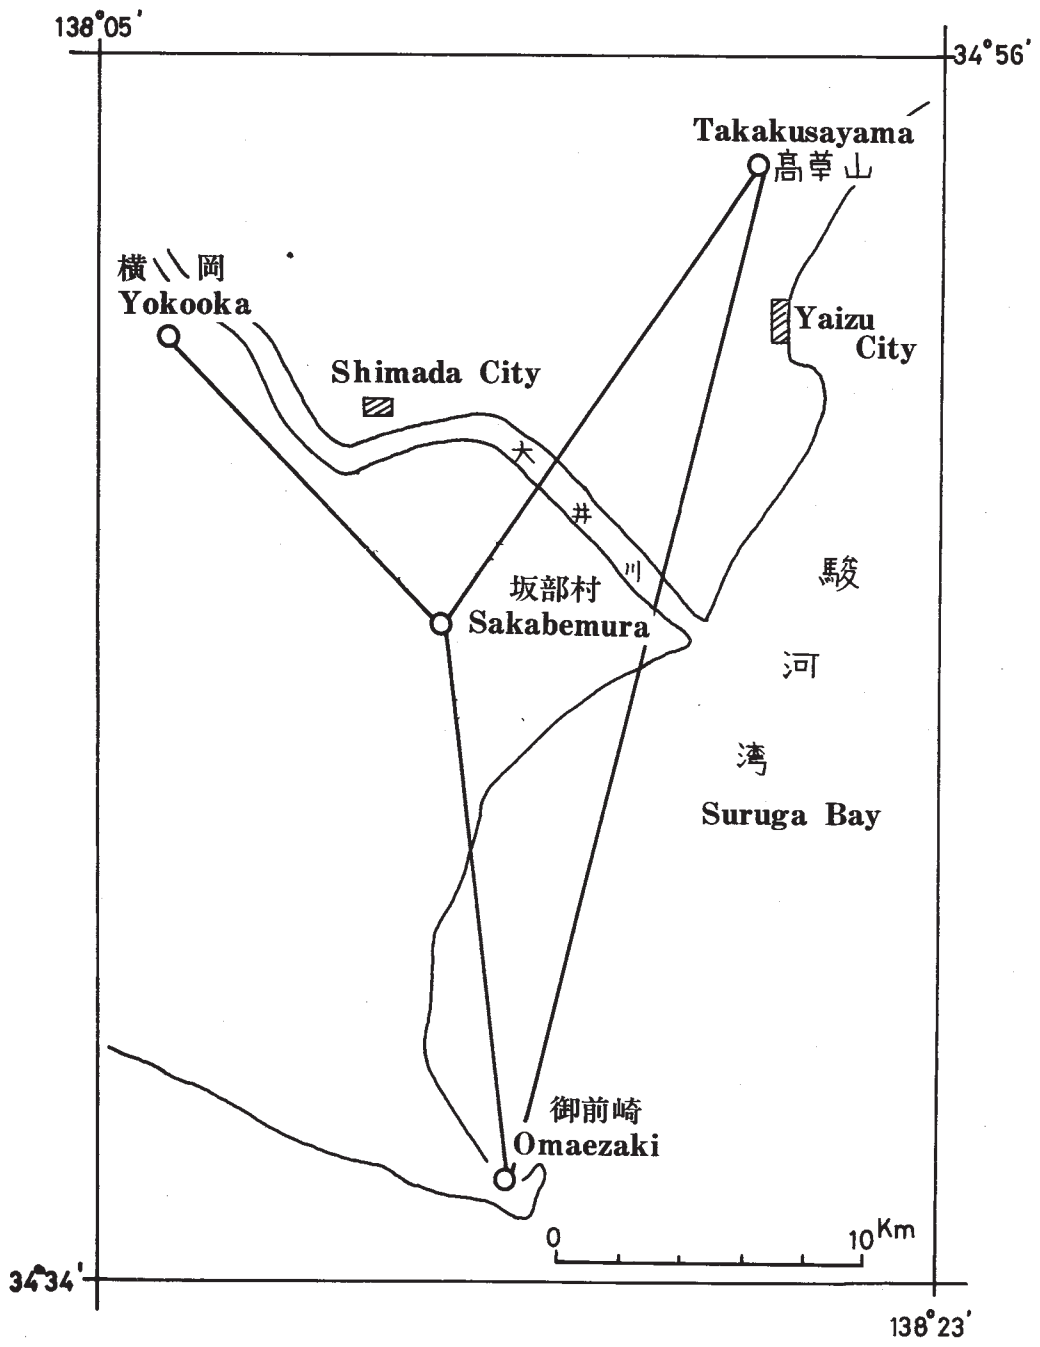 138°05'
34°56'
Takakusayama
高草山
横岡
Yokooka
Yaizu
City
Shimada City
大
井
川
坂部村
Sakabemura
駿
河
湾
Suruga Bay
御前崎
Omaezaki
0
10Km
34°34'
138°23'